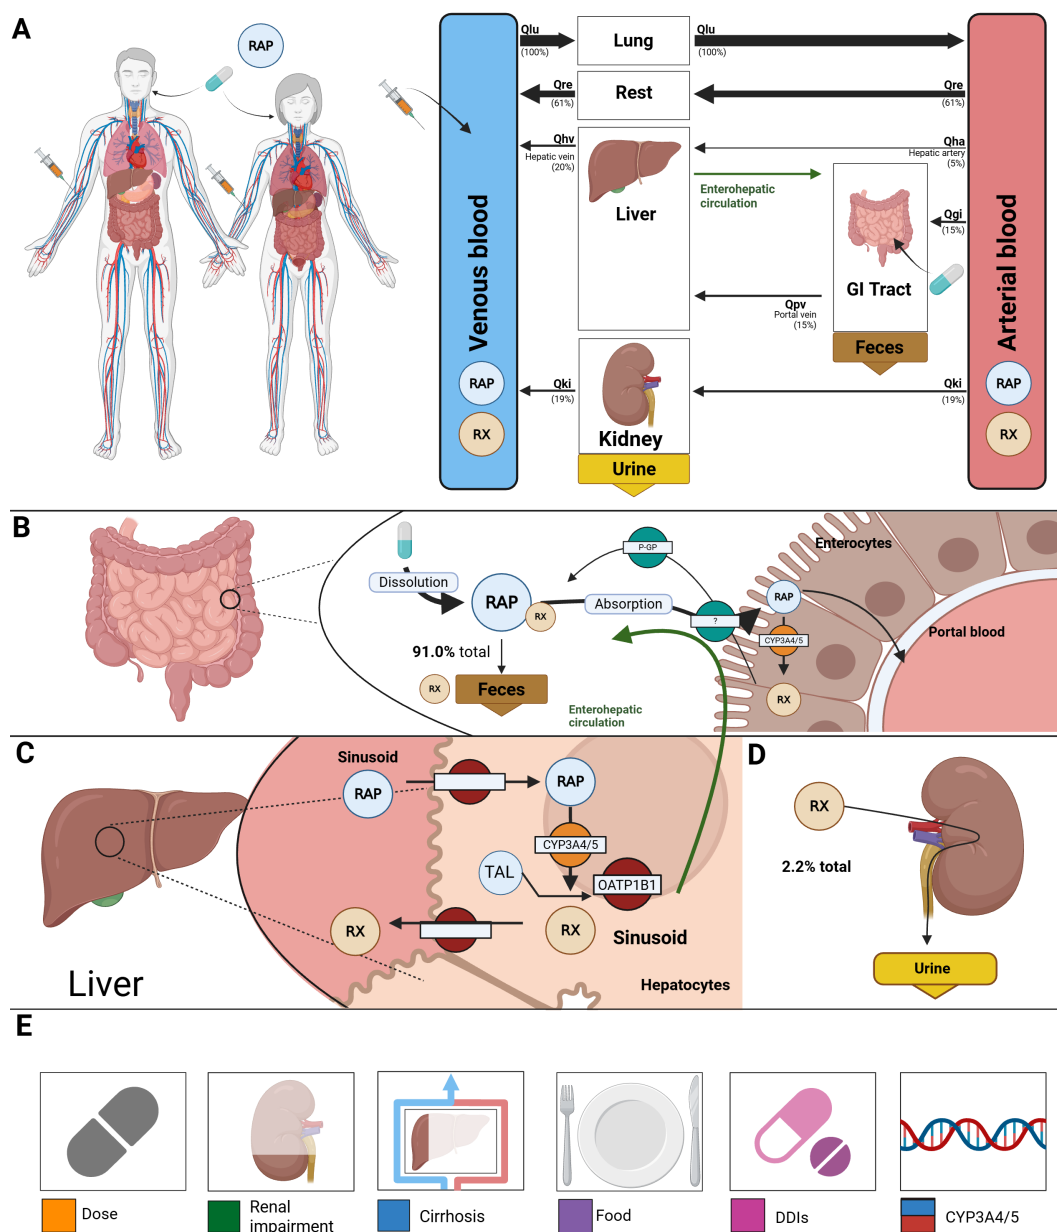 A
RAP
Venous blood
RAP
RX
Qlu
(100%)
Lung
Qlu
(100%)
Qre
(61%)
Rest
Qre
(61%)
Qhv
Hepatic vein
(20%)
Liver
Qha
Hepatic artery
(5%)
Enterohepatic
circulation
Qgi
(15%)
GI Tract
Qpv
Portal vein
(15%)
Feces
Qki
(19%)
Kidney
Qki
(19%)
Urine
Arterial blood
RAP
RX
B
Dissolution
RAP
RX
P-GP
Absorption
?
Enterocytes
RAP
CYP3A4/5
RX
Portal blood
91.0% total
RX
Feces
Enterohepatic
circulation
C
Sinusoid
RAP
RAP
CYP3A4/5
TAL
OATP1B1
RX
RX
Sinusoid
Hepatocytes
Liver
D
RX
2.2% total
Urine
E
Dose
Renal
impairment
Cirrhosis
Food
DDIs
CYP3A4/5